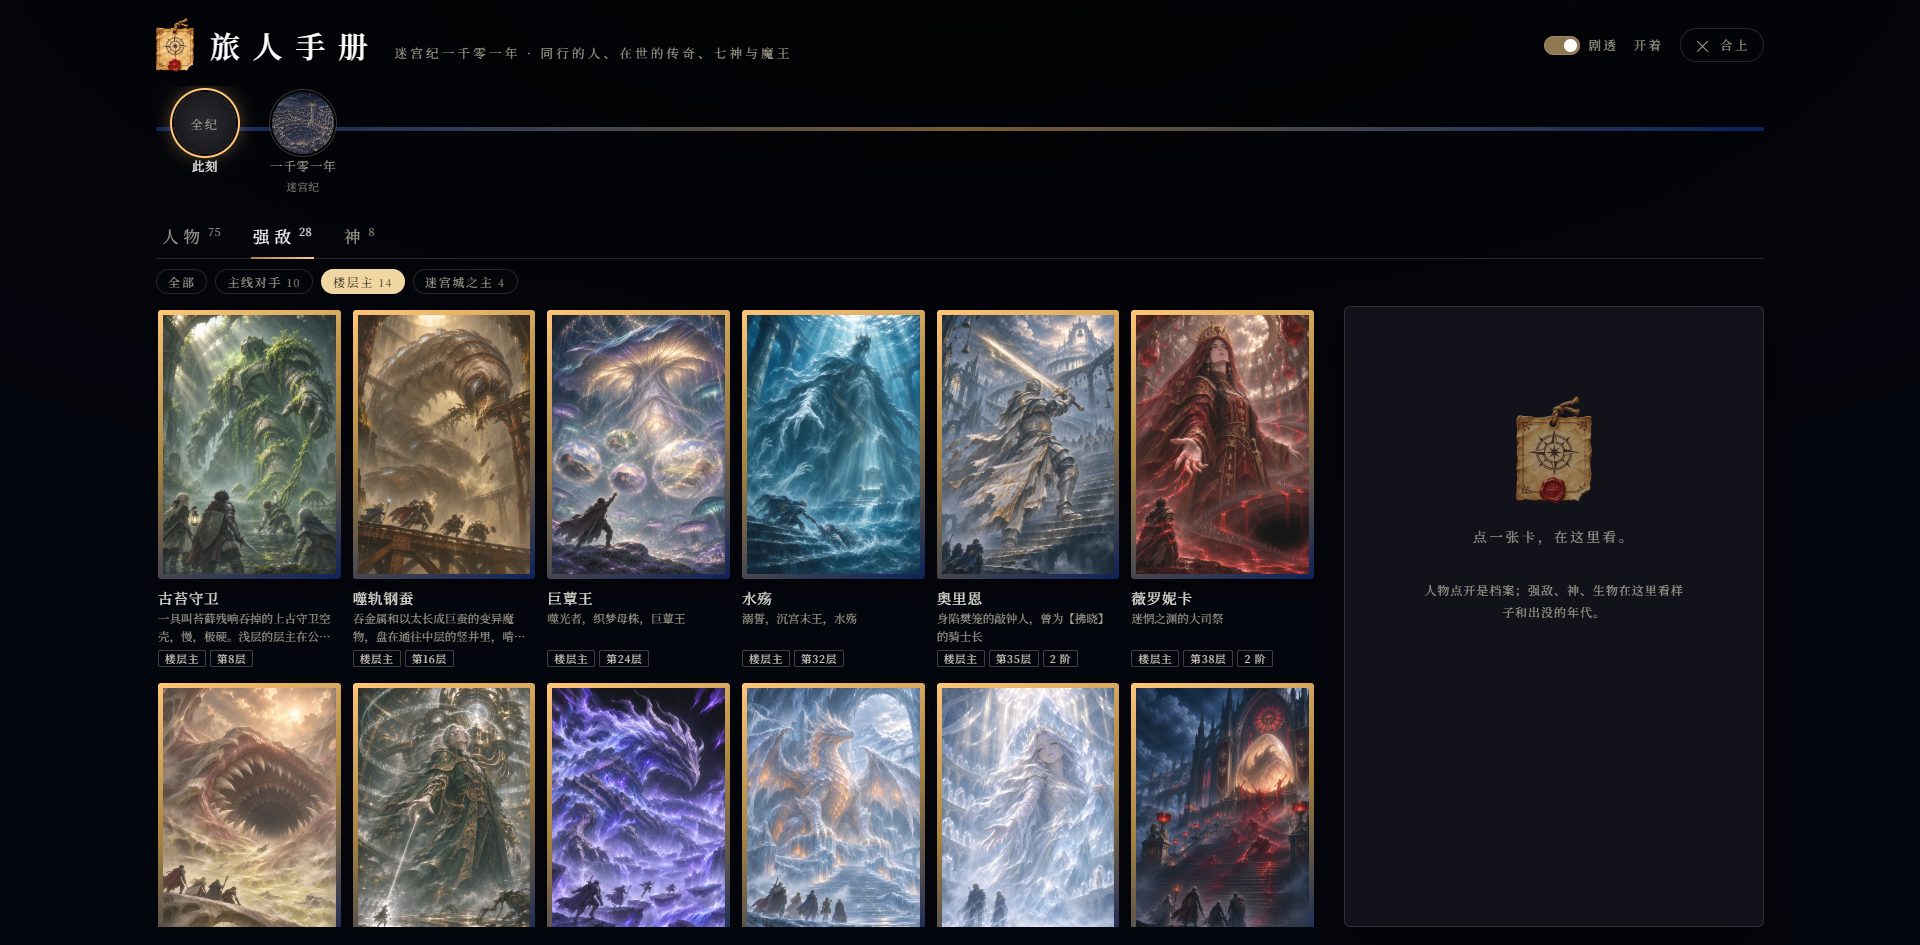 旅人手册
迷宫纪一千零一年 · 同行的人、在世的传奇、七神与魔王
剧透 开着
合上
全纪
此刻
一千零一年
迷宫纪
人物 75
强敌 28
神 8
全部
主线对手 10
楼层主 14
迷宫城之主 4
古苔守卫
一具叫苔藓残响吞掉的上古守卫空
壳，慢，极硬。浅层的层主在公…
楼层主 第8层
噬轨钢蚕
吞金属和以太长成巨蚕的变异魔
物，盘在通往中层的竖井里，啃…
楼层主 第16层
巨蕈王
噬光者，织梦母株，巨蕈王
楼层主 第24层
水殇
溺誓，沉宫末王，水殇
楼层主 第32层
奥里恩
身陷樊笼的敲钟人，曾为【拂晓】
的骑士长
楼层主 第35层 2 阶
薇罗妮卡
迷惘之渊的大司祭
楼层主 第38层 2 阶
点一张卡，在这里看。
人物点开是档案；强敌、神、生物在这里看样
子和出没的年代。